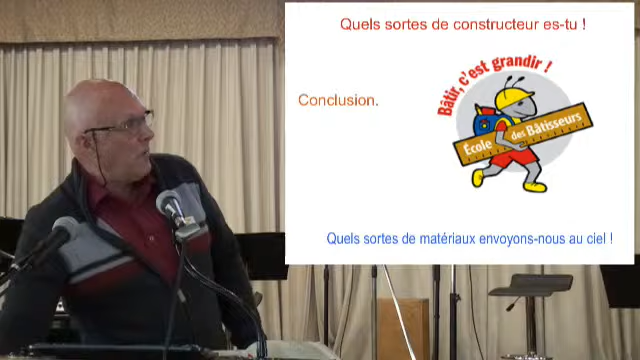 Quels sortes de constructeur es-tu !
Bâtir, c'est grandir !
Conclusion.
École des Bâtisseurs
Quels sortes de matériaux envoyons-nous au ciel !